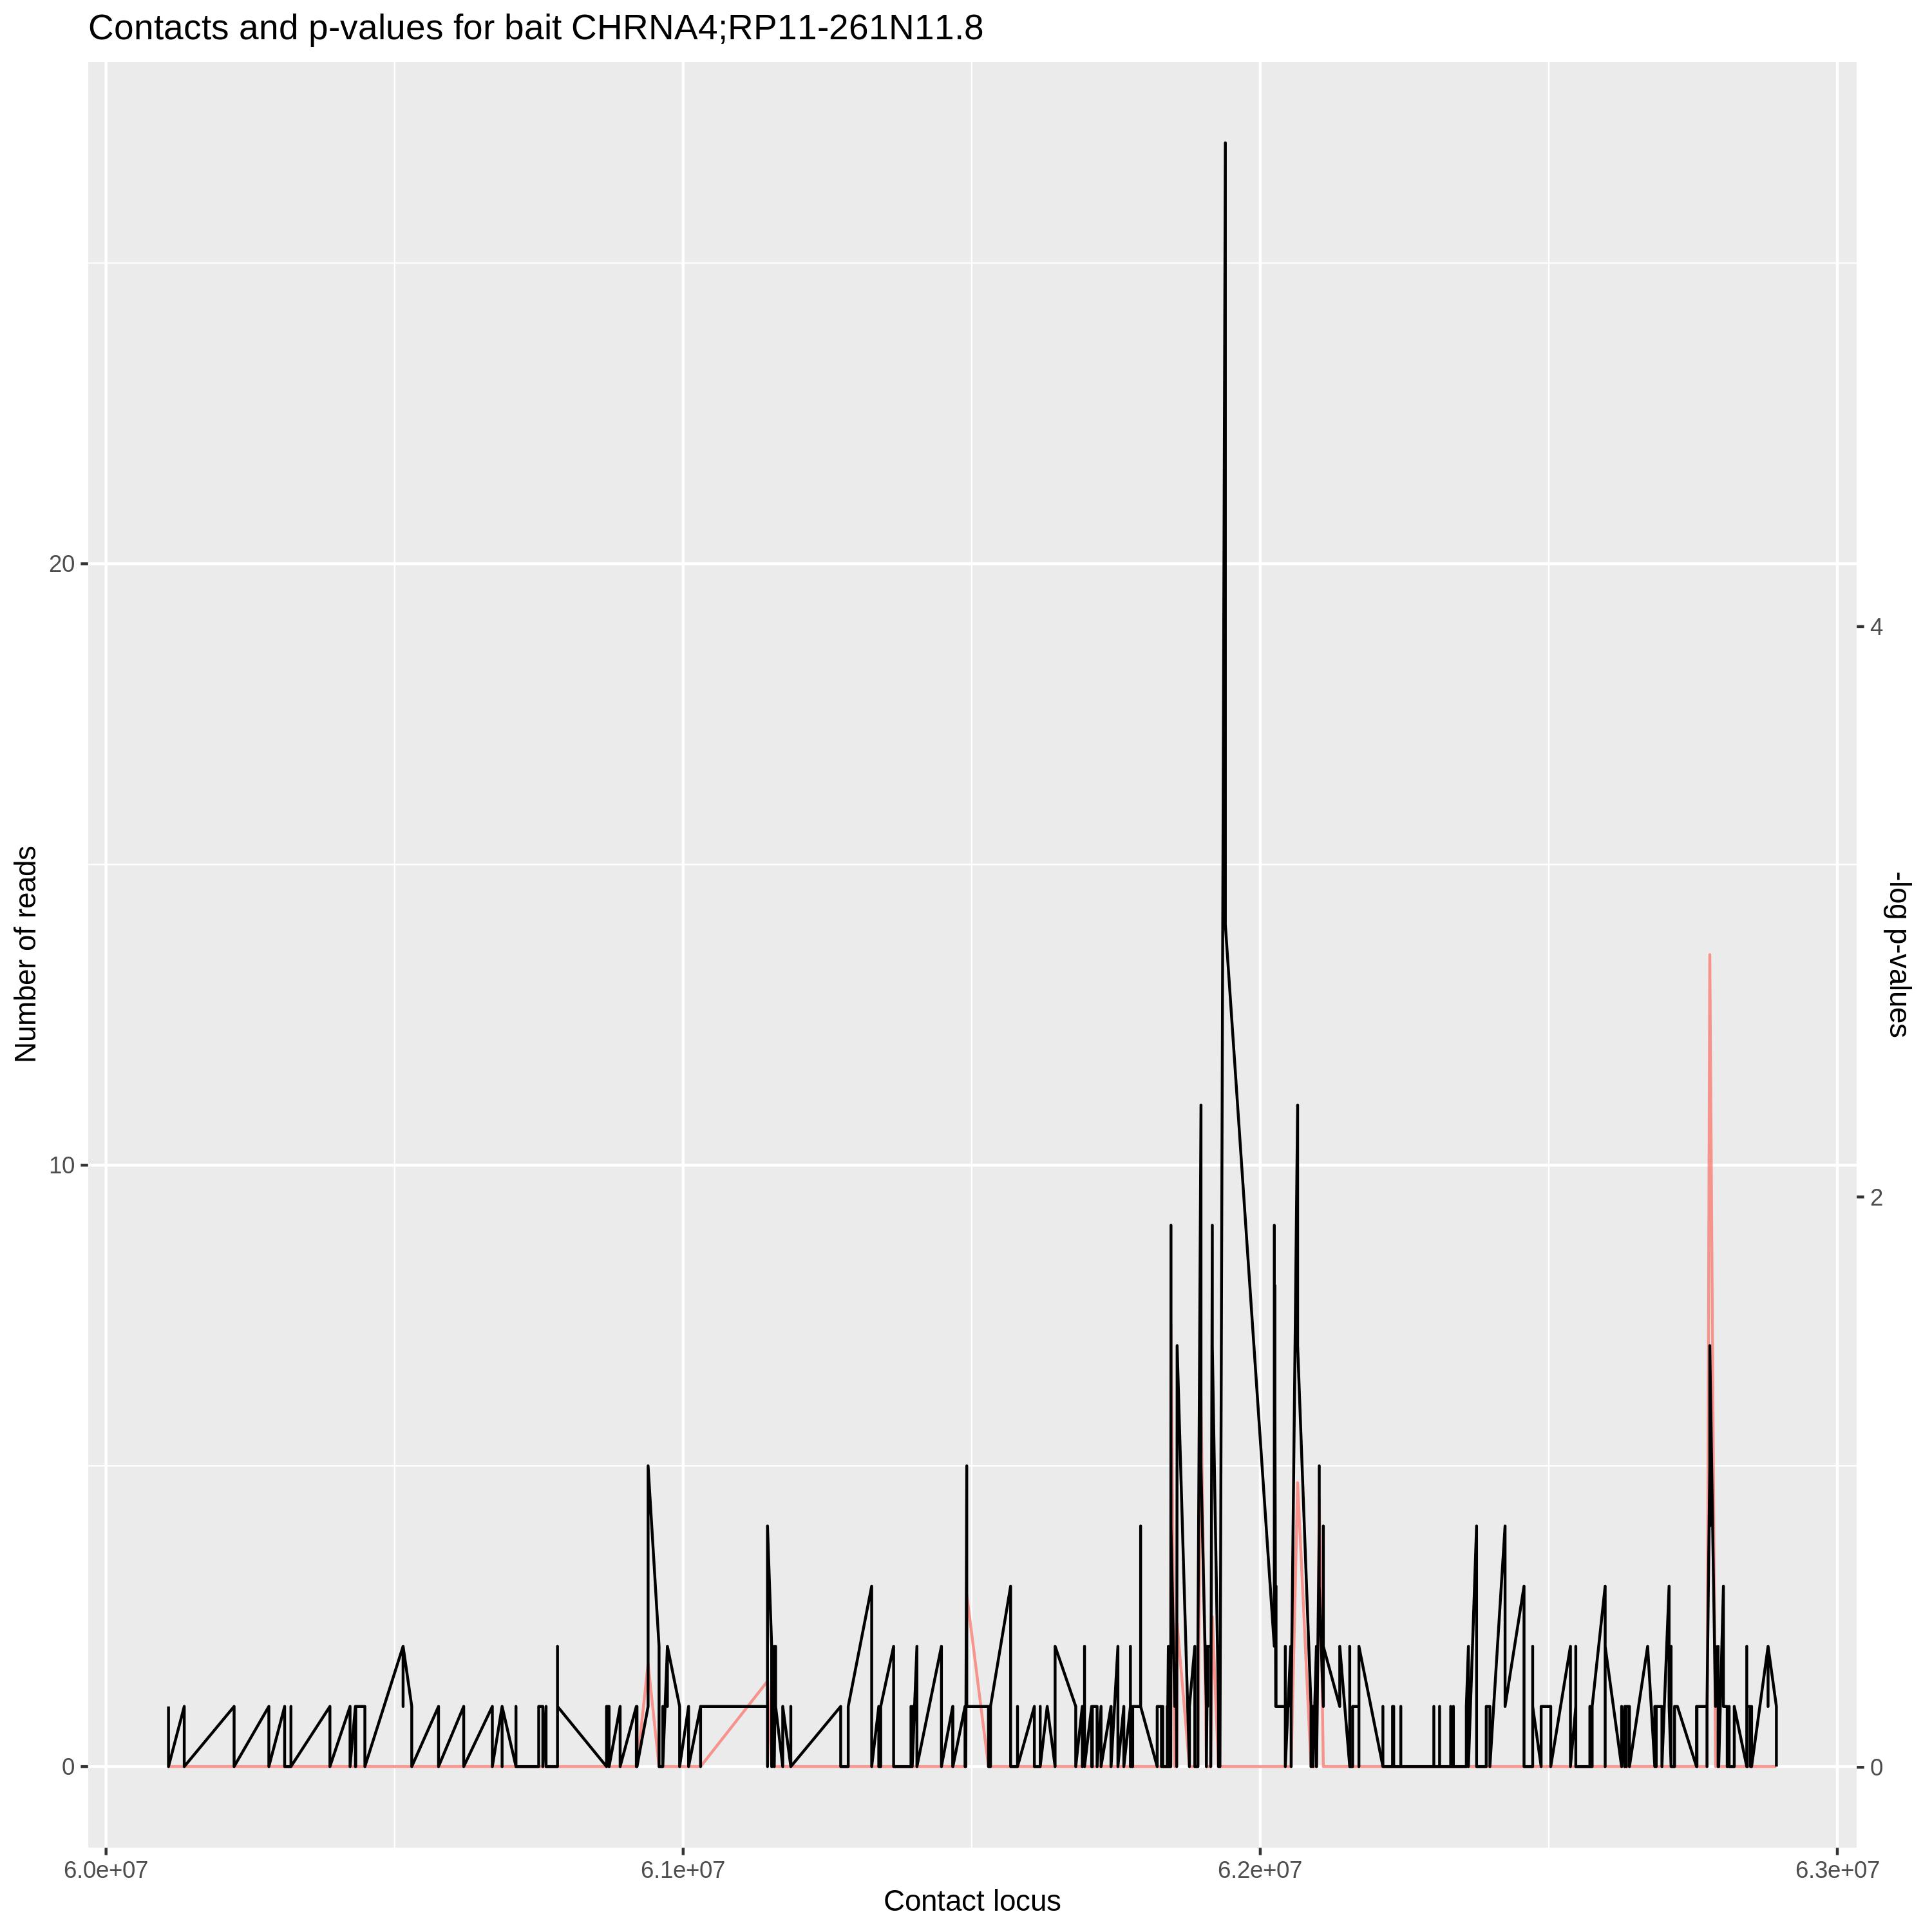 Contacts and p-values for bait CHRNA4;RP11-261N11.8
20
10
0
Number of reads
4
2
0
-log p-values
6.0e+07
6.1e+07
6.2e+07
6.3e+07
Contact locus